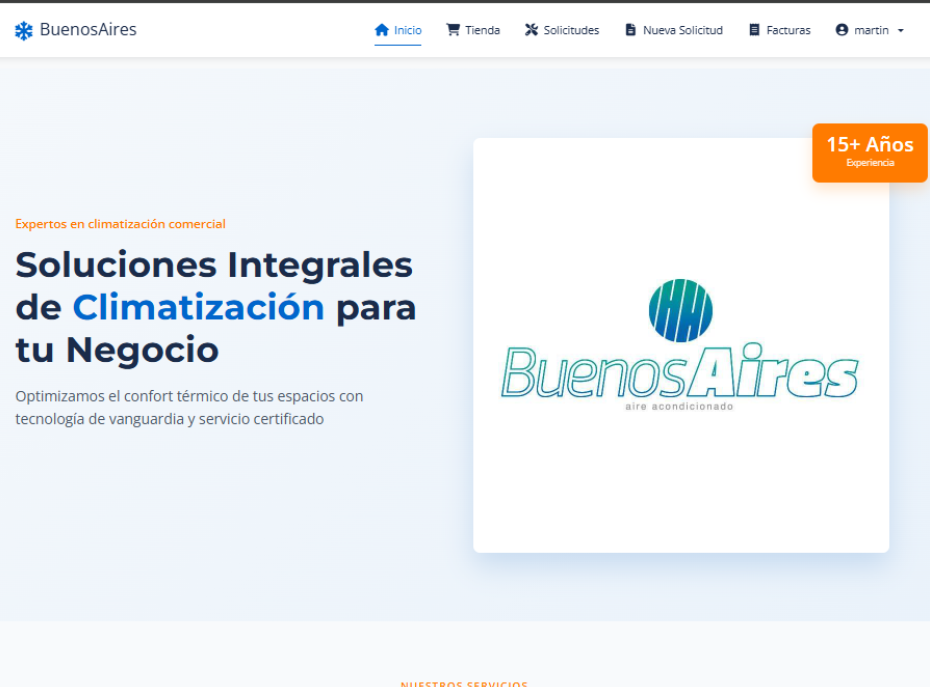 BuenosAires
Inicio
Tienda
Solicitudes
Nueva Solicitud
Facturas
martin
15+ Años
Experiencia
Expertos en climatización comercial
Soluciones Integrales
de Climatización para
tu Negocio
Optimizamos el confort térmico de tus espacios con
tecnología de vanguardia y servicio certificado
BuenosAires
aire acondicionado
NUESTROS SERVICIOS